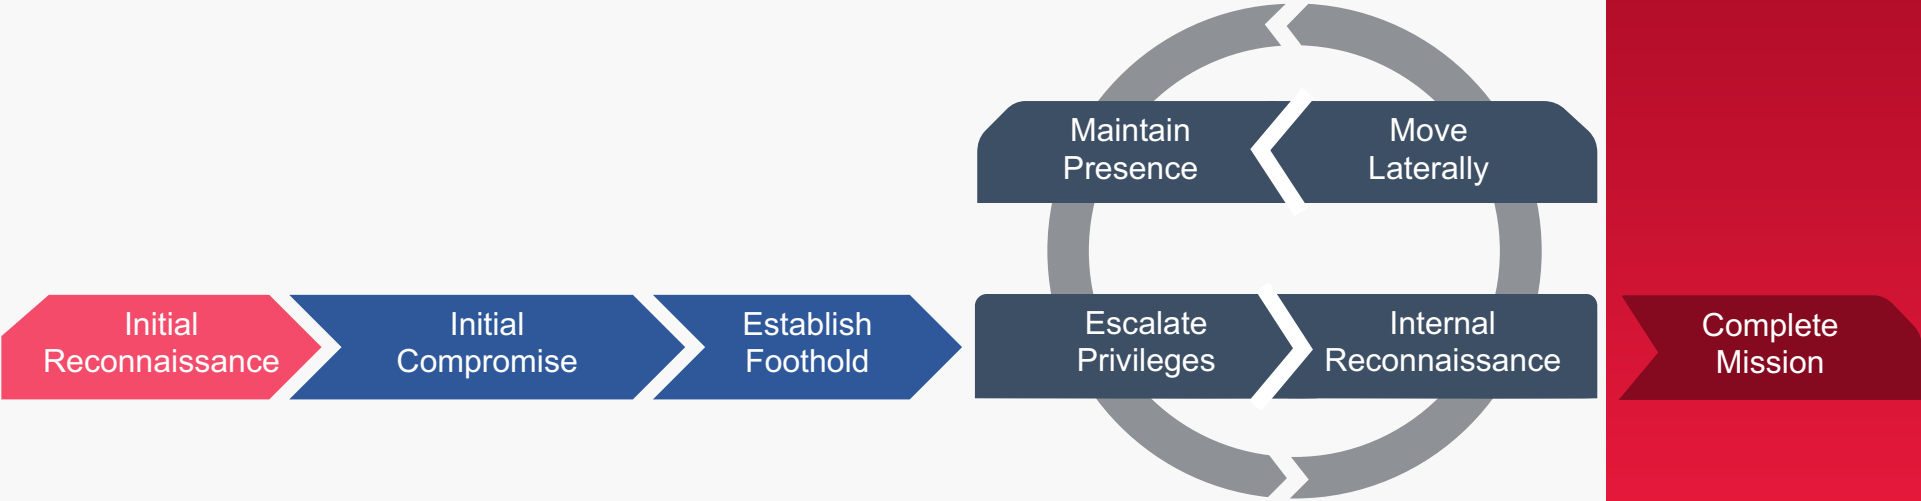 Maintain
Presence
Move
Laterally
Initial
Reconnaissance
Initial
Compromise
Establish
Foothold
Escalate
Privileges
Internal
Reconnaissance
Complete
Mission